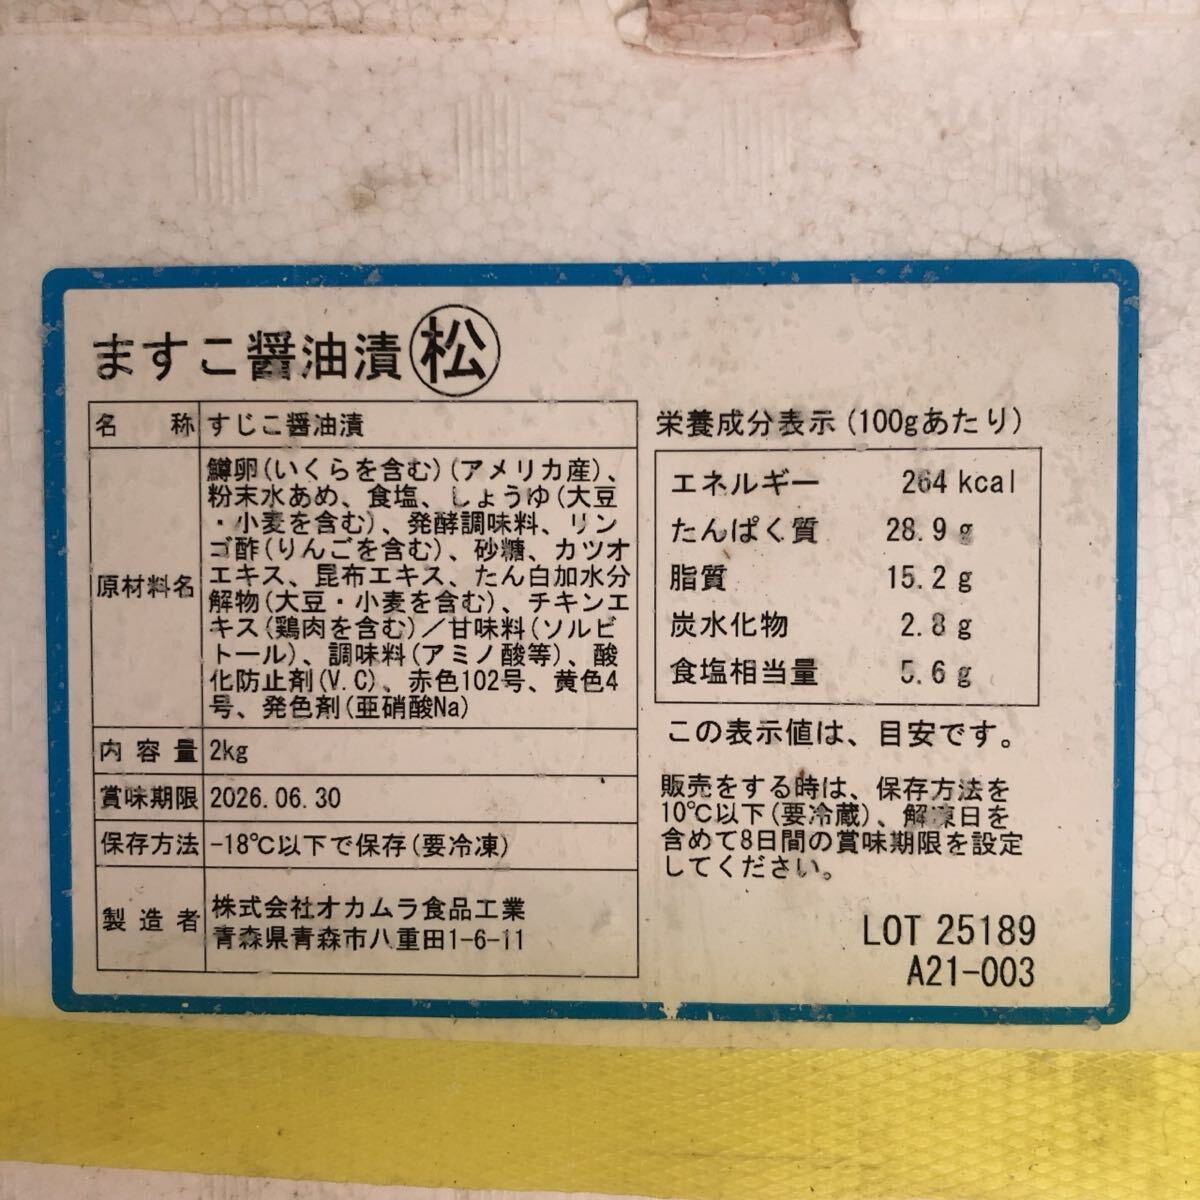 ますこ醤油漬 松
名称 すじこ醤油漬
原材料名
鱒卵(いくらを含む)(アメリカ産)、
粉末水あめ、食塩、しょうゆ(大豆
・小麦を含む)、発酵調味料、リン
ゴ酢(りんごを含む)、砂糖、カツオ
エキス、昆布エキス、たん白加水分
解物(大豆・小麦を含む)、チキンエ
キス(鶏肉を含む)／甘味料(ソルビ
トール)、調味料(アミノ酸等)、酸
化防止剤(V.C)、赤色102号、黄色4
号、発色剤(亜硝酸Na)
内容量 2kg
賞味期限 2026.06.30
保存方法 -18℃以下で保存(要冷凍)
製造者
株式会社オカムラ食品工業
青森県青森市八重田1-6-11
栄養成分表示(100gあたり)
エネルギー 264 kcal
たんぱく質 28.9 g
脂質 15.2 g
炭水化物 2.8 g
食塩相当量 5.6 g
この表示値は、目安です。
販売をする時は、保存方法を
10℃以下(要冷蔵)、解凍日を
含めて8日間の賞味期限を設定
してください。
LOT 25189
A21-003